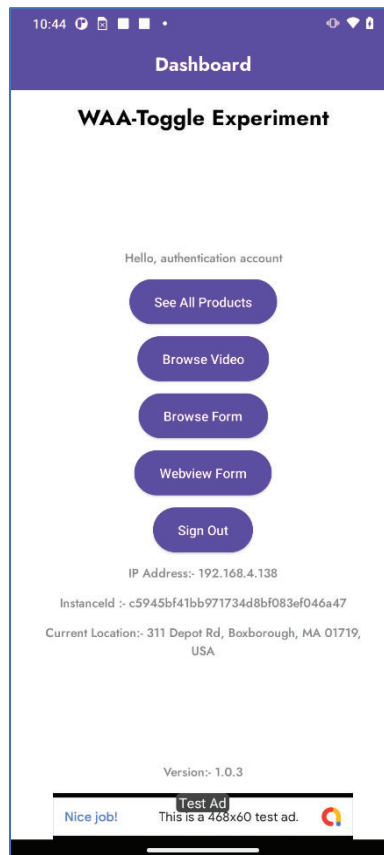 10:44
Dashboard
WAA-Toggle Experiment
Hello, authentication account
See All Products
Browse Video
Browse Form
Webview Form
Sign Out
IP Address:- 192.168.4.138
InstanceId :- c5945bf41bb971734d8bf083ef046a47
Current Location:- 311 Depot Rd, Boxborough, MA 01719,
USA
Version:- 1.0.3
Test Ad
Nice job! This is a 468x60 test ad.